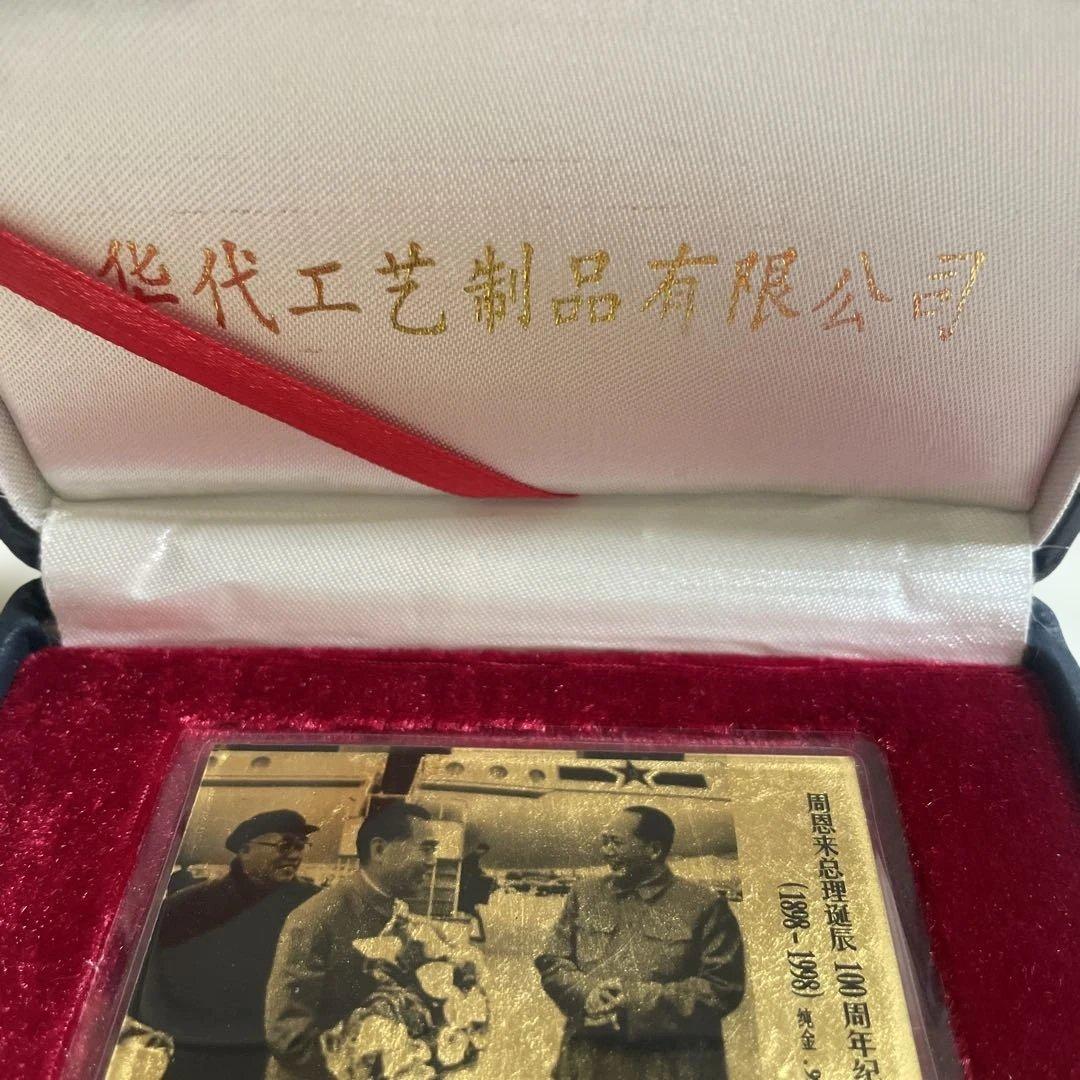 华代工艺制品有限公司
周恩来总理诞辰 100周年纪
(1898-1998) 纯金·9